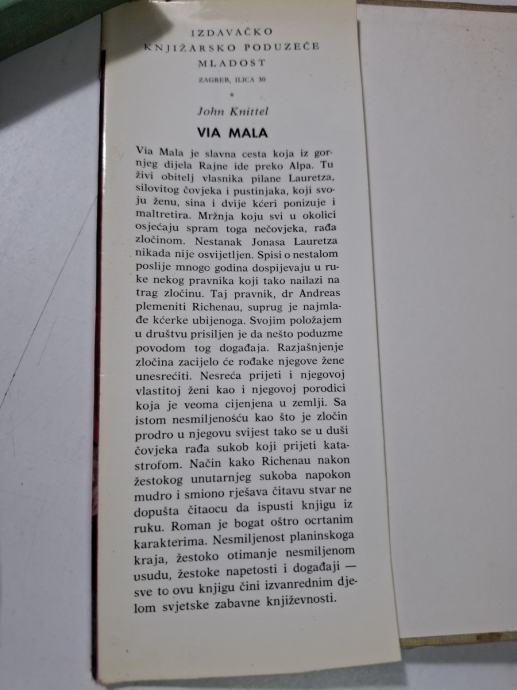 IZDAVAČKO
KNJIŽARSKO PODUZEĆE
MLADOST
ZAGREB, ILICA 30
*
John Knittel
VIA MALA
Via Mala je slavna cesta koja iz gor-
njeg dijela Rajne ide preko Alpa. Tu
živi obitelj vlasnika pilane Lauretza,
silovitog čovjeka i pustinjaka, koji svo-
ju ženu, sina i dvije kćeri ponizuje i
maltretira. Mržnja koju svi u okolici
osjećaju spram toga nečovjeka, rađa
zločinom. Nestanak Jonasa Lauretza
nikada nije osvijetljen. Spisi o nestalom
poslije mnogo godina dospijevaju u ru-
ke nekog pravnika koji tako nailazi na
trag zločinu. Taj pravnik, dr Andreas
plemeniti Richenau, suprug je najmla-
đe kćerke ubijenoga. Svojim položajem
u društvu prisiljen je da nešto poduzme
povodom tog događaja. Razjašnjenje
zločina zacijelo će rođake njegove žene
unesrećiti. Nesreća prijeti i njegovoj
vlastitoj ženi kao i njegovoj porodici
koja je veoma cijenjena u zemlji. Sa
istom nesmiljenošću kao što je zločin
prodro u njegovu svijest tako se u duši
čovjeka rađa sukob koji prijeti kata-
strofom. Način kako Richenau nakon
žestokog unutarnjeg sukoba napokon
mudro i smiono rješava čitavu stvar ne
dopušta čitaocu da ispusti knjigu iz
ruku. Roman je bogat oštro ocrtanim
karakterima. Nesmiljenost planinskoga
kraja, žestoko otimanje nesmiljenom
usudu, žestoke napetosti i događaji —
sve to ovu knjigu čini izvanrednim dje-
lom svjetske zabavne književnosti.